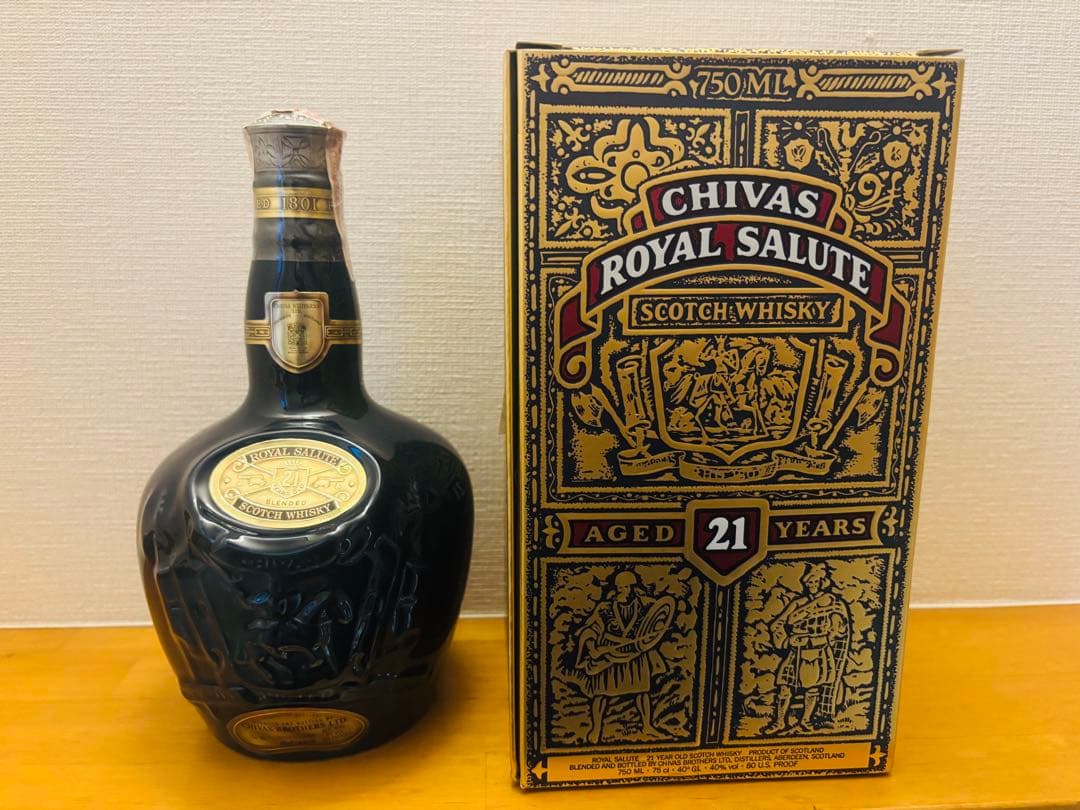 1801
ROYAL SALUTE
21
BLENDED
SCOTCH WHISKY
CHIVAS
CHIVAS BROTHERS LTD.
750 ML
CHIVAS
ROYAL SALUTE
SCOTCH WHISKY
AGED 21 YEARS
ROYAL SALUTE 21 YEAR OLD SCOTCH WHISKY PRODUCT OF SCOTLAND
BLENDED AND BOTTLED BY CHIVAS BROTHERS LTD., DISTILLERS, ABERDEEN, SCOTLAND
750 ML · 75 cl · 40° GL · 40% vol · 80 U.S. PROOF